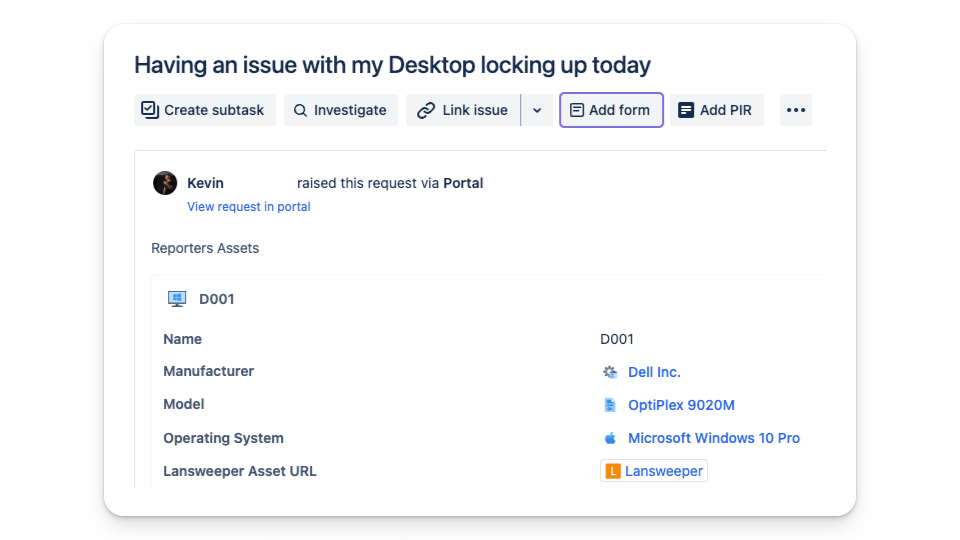 Having an issue with my Desktop locking up today
Create subtask Investigate Link issue Add form Add PIR
Kevin raised this request via Portal
View request in portal
Reporters Assets
D001
Name D001
Manufacturer Dell Inc.
Model OptiPlex 9020M
Operating System Microsoft Windows 10 Pro
Lansweeper Asset URL L Lansweeper